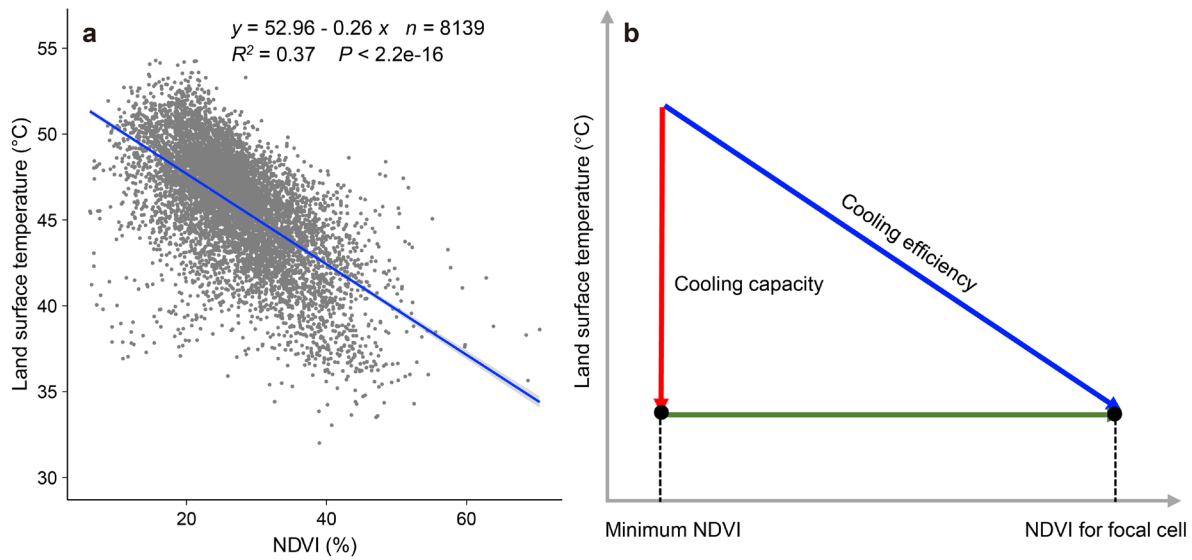 a
y = 52.96 - 0.26 x n = 8139
R² = 0.37 P < 2.2e-16
55
50
45
40
35
30
Land surface temperature (°C)
20
40
60
NDVI (%)
b
Land surface temperature (°C)
Cooling efficiency
Cooling capacity
Minimum NDVI
NDVI for focal cell